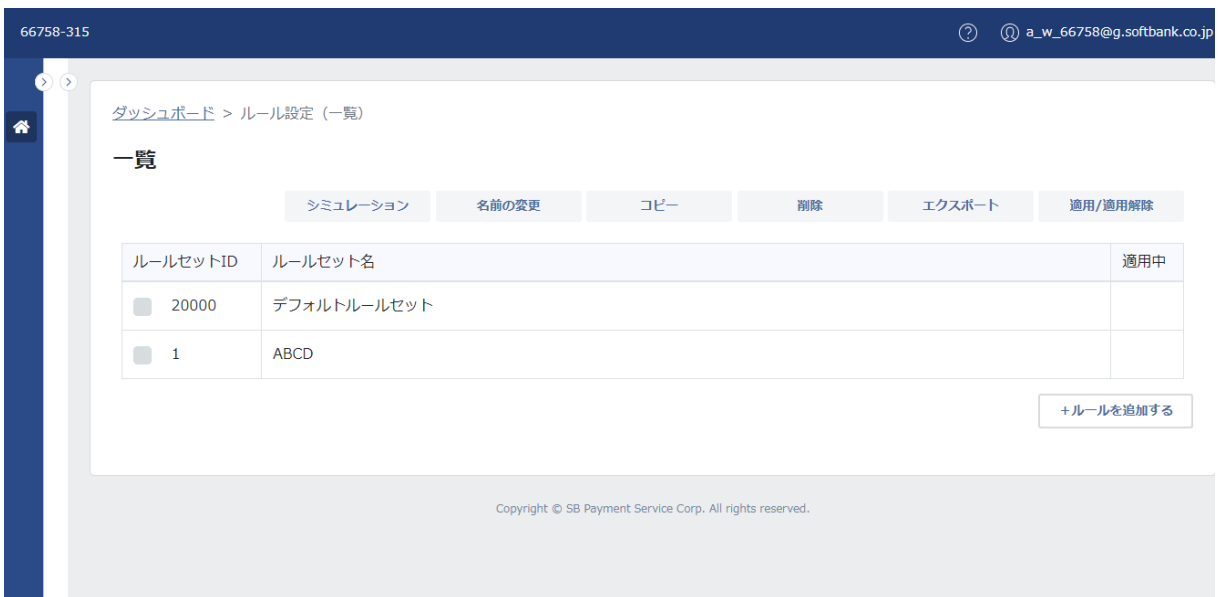 66758-315
a_w_66758@g.softbank.co.jp
ダッシュボード > ルール設定（一覧）
一覧
シミュレーション 名前の変更 コピー 削除 エクスポート 適用/適用解除
ルールセットID ルールセット名 適用中
20000 デフォルトルールセット
1 ABCD
+ルールを追加する
Copyright © SB Payment Service Corp. All rights reserved.